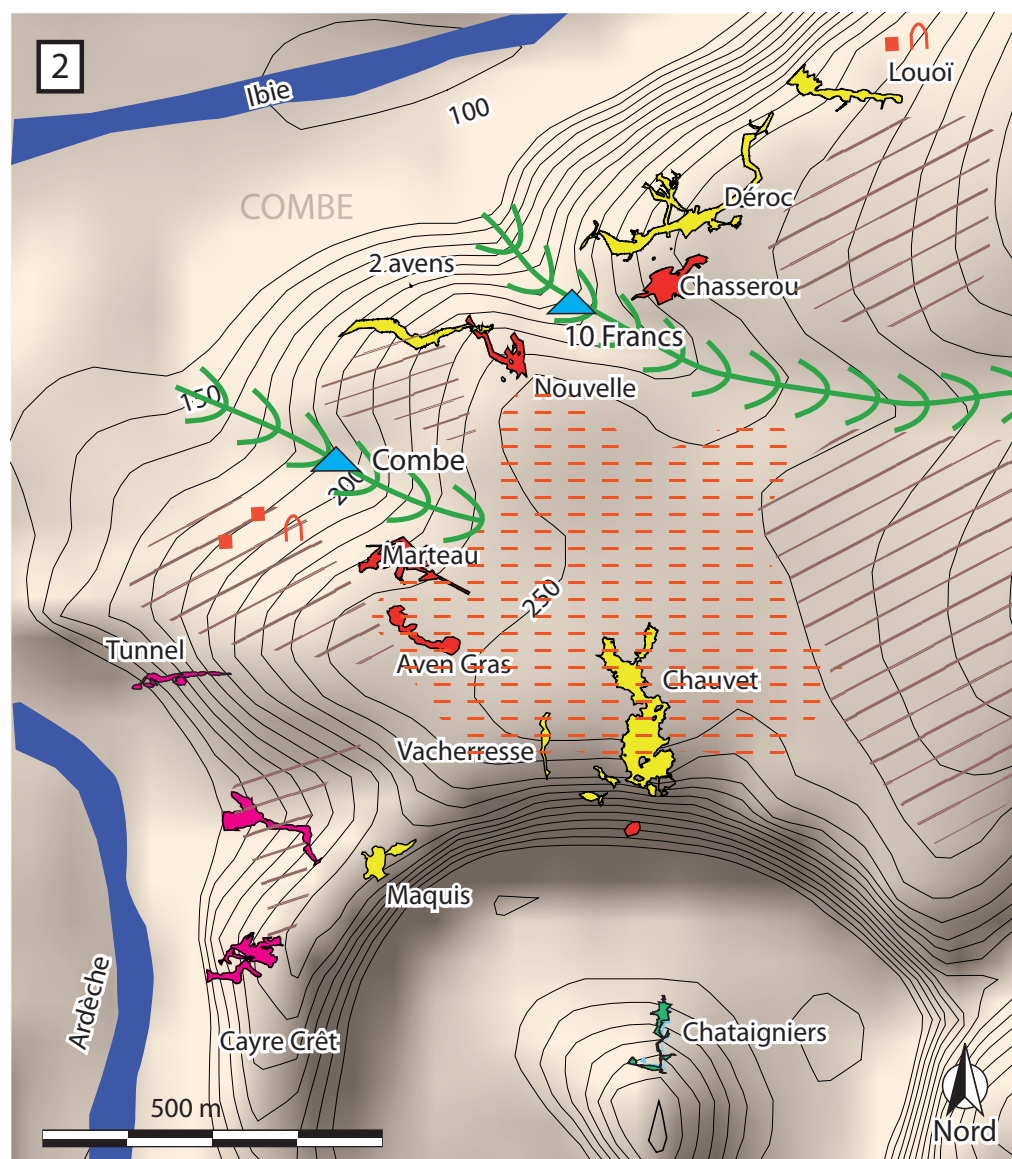 2
Ibie
100
Louoï
COMBE
Déroc
2 avens
Chasserou
10 Francs
Nouvelle
150
Combe
200
Marteau
250
Tunnel
Aven Gras
Chauvet
Vacherresse
Maquis
Ardèche
Chataigniers
Cayre Crêt
500 m
Nord